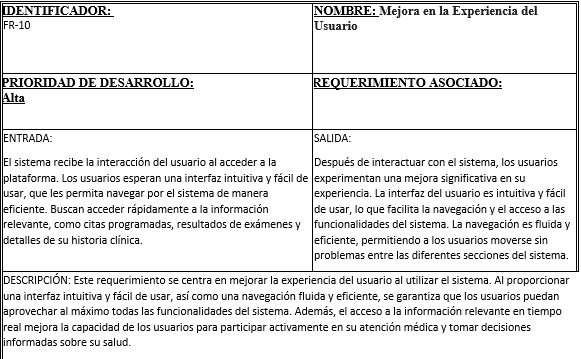 IDENTIFICADOR:
FR-10
NOMBRE: Mejora en la Experiencia del
Usuario
PRIORIDAD DE DESARROLLO:
Alta
REQUERIMIENTO ASOCIADO:
ENTRADA:
El sistema recibe la interacción del usuario al acceder a la
plataforma. Los usuarios esperan una interfaz intuitiva y fácil de
usar, que les permita navegar por el sistema de manera
eficiente. Buscan acceder rápidamente a la información
relevante, como citas programadas, resultados de exámenes y
detalles de su historia clínica.
SALIDA:
Después de interactuar con el sistema, los usuarios
experimentan una mejora significativa en su
experiencia. La interfaz del usuario es intuitiva y fácil
de usar, lo que facilita la navegación y el acceso a las
funcionalidades del sistema. La navegación es fluida y
eficiente, permitiendo a los usuarios moverse sin
problemas entre las diferentes secciones del sistema.
DESCRIPCIÓN: Este requerimiento se centra en mejorar la experiencia del usuario al utilizar el sistema. Al proporcionar
una interfaz intuitiva y fácil de usar, así como una navegación fluida y eficiente, se garantiza que los usuarios puedan
aprovechar al máximo todas las funcionalidades del sistema. Además, el acceso a la información relevante en tiempo
real mejora la capacidad de los usuarios para participar activamente en su atención médica y tomar decisiones
informadas sobre su salud.